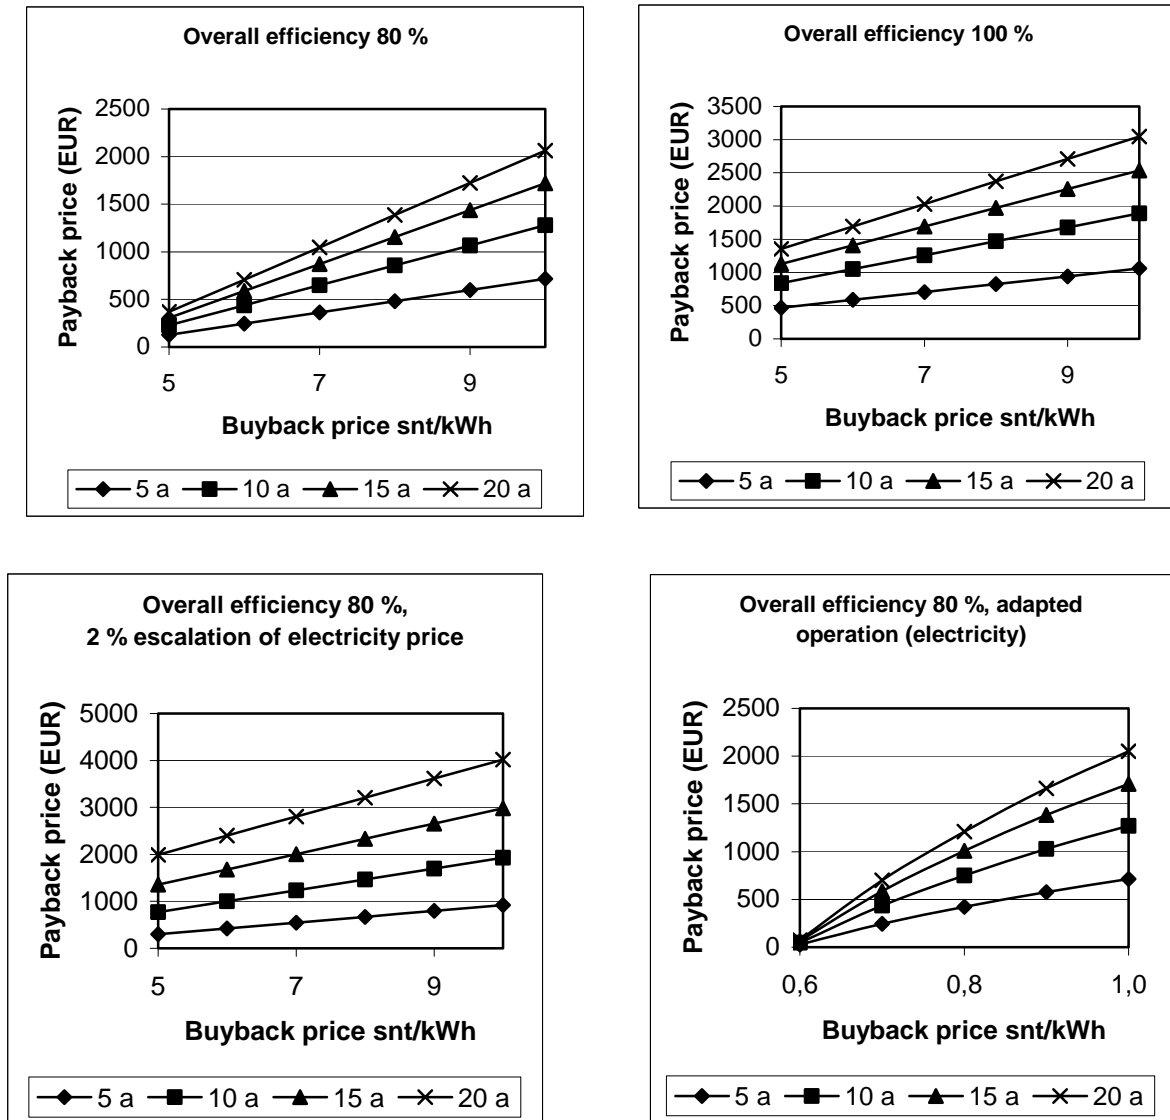 Overall efficiency 80 %
Payback price (EUR)
2500
2000
1500
1000
500
0
5 7 9
Buyback price snt/kWh
5 a 10 a 15 a 20 a
Overall efficiency 100 %
Payback price (EUR)
3500
3000
2500
2000
1500
1000
500
0
5 7 9
Buyback price snt/kWh
5 a 10 a 15 a 20 a
Overall efficiency 80 %,
2 % escalation of electricity price
Payback price (EUR)
5000
4000
3000
2000
1000
0
5 7 9
Buyback price snt/kWh
5 a 10 a 15 a 20 a
Overall efficiency 80 %, adapted
operation (electricity)
Payback price (EUR)
2500
2000
1500
1000
500
0
0,6 0,8 1,0
Buyback price snt/kWh
5 a 10 a 15 a 20 a